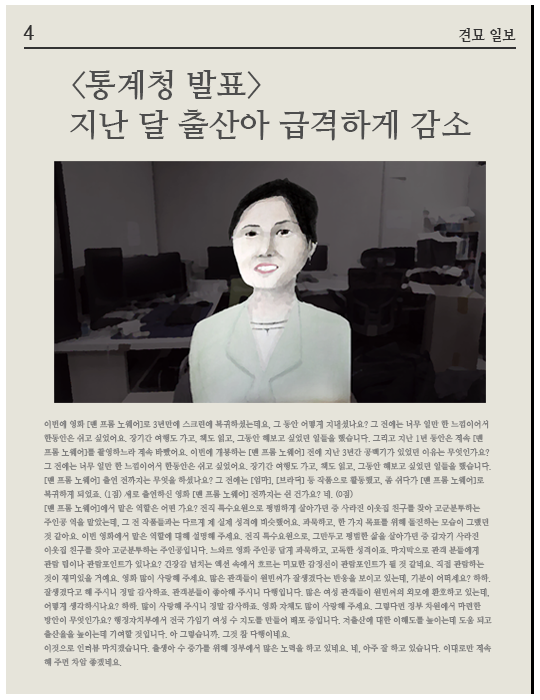 4
견묘 일보
〈통계청 발표〉
지난 달 출산아 급격하게 감소
이번에 영화 [맨 프롬 노웨어]로 3년만에 스크린에 복귀하셨는데요, 그 동안 어떻게 지내셨나요? 그 전에는 너무 일만 한 느낌이어서
한동안은 쉬고 싶었어요. 장기간 여행도 가고, 책도 읽고, 그동안 해보고 싶었던 일들을 했습니다. 그리고 지난 1년 동안은 계속 [맨
프롬 노웨어]를 촬영하느라 계속 바빴어요. 이번에 개봉하는 [맨 프롬 노웨어] 전에 지난 3년간 공백기가 있었던 이유는 무엇인가요?
그 전에는 너무 일만 한 느낌이어서 한동안은 쉬고 싶었어요. 장기간 여행도 가고, 책도 읽고, 그동안 해보고 싶었던 일들을 했습니다.
[맨 프롬 노웨어] 출연 전까지는 무엇을 하셨나요? 그 전에는 [엄마], [브라더] 등 작품으로 활동했고, 좀 쉬다가 [맨 프롬 노웨어]로
복귀하게 되었죠. (1점) 새로 출연하신 영화 [맨 프롬 노웨어] 전까지는 쉰 건가요? 네. (0점)
[맨 프롬 노웨어]에서 맡은 역할은 어떤 가요? 전직 특수요원으로 평범하게 살아가던 중 사라진 아웃집 친구를 찾아 고군분투하는
주인공 역을 맡았는데, 그 전 작품들과는 다르게 제 실제 성격에 비슷했어요. 과묵하고, 한 가지 목표를 위해 돌진하는 모습이 그랬던
것 같아요. 이번 영화에서 맡은 역할에 대해 설명해 주세요. 전직 특수요원으로, 그만두고 평범한 삶을 살아가던 중 갑자기 사라진
아웃집 친구를 찾아 고군분투하는 주인공입니다. 느와르 영화 주인공 답게 과묵하고, 고독한 성격이죠. 마지막으로 관객 분들에게
관람 팁이나 관람포인트가 있나요? 긴장감 넘치는 액션 속에서 흐르는 미묘한 감정선이 관람포인트가 될 것 같네요. 직접 관람하는
것이 재미있을 거예요. 영화 많이 사랑해 주세요. 많은 관객들이 원빈씨가 잘생겼다는 반응을 보이고 있는데, 기분이 어떠세요? 하하.
잘생겼다고 해 주시니 정말 감사하죠. 관객분들이 좋아해 주시니 다행입니다. 많은 여성 관객들이 원빈씨의 외모에 환호하고 있는데,
어떻게 생각하시나요? 하하. 많이 사랑해 주시니 정말 감사하죠. 영화 자체도 많이 사랑해 주세요. 그렇다면 정부 차원에서 마련한
방안이 무엇인가요? 행정자치부에서 전국 가임기 여성 수 지도를 만들어 배포 중입니다. 저출산에 대한 이해도를 높이는데 도움 되고
출산율을 높이는데 기여할 것입니다. 아 그렇습니까. 그것 참 다행이네요.
이것으로 인터뷰 마치겠습니다. 출생아 수 증가를 위해 정부에서 많은 노력을 하고 있네요. 네, 아주 잘 하고 있습니다. 이대로만 계속
해 주면 차암 좋겠네요.